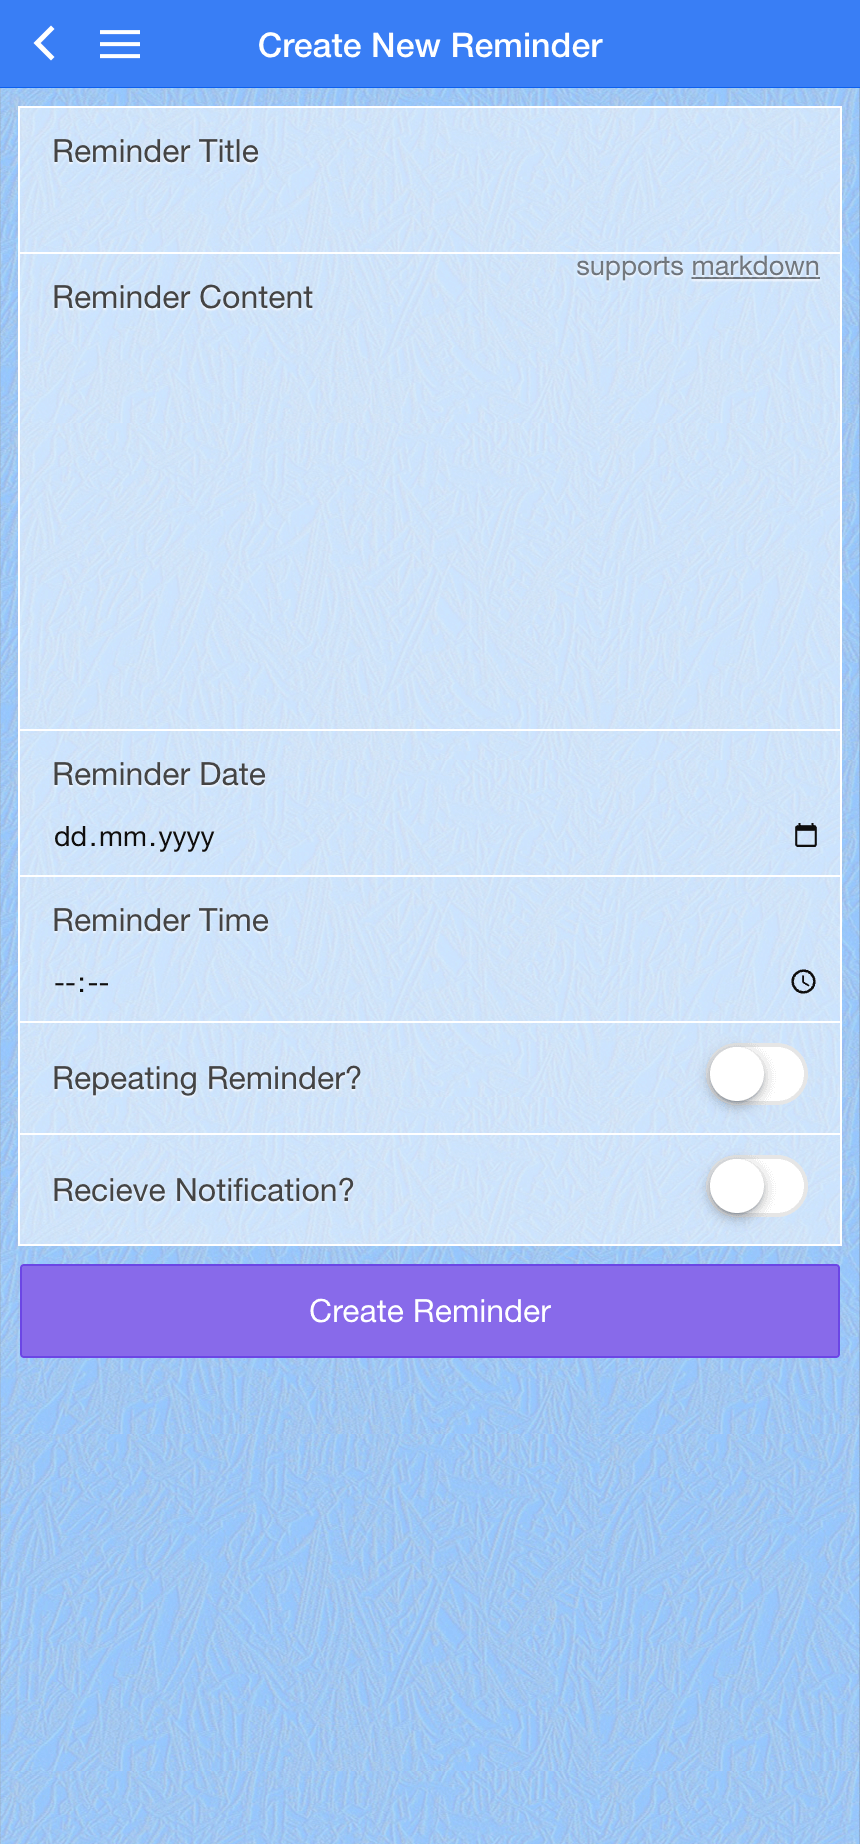 Create New Reminder
Reminder Title
supports markdown
Reminder Content
Reminder Date
dd.mm.yyyy
Reminder Time
--:--
Repeating Reminder?
Recieve Notification?
Create Reminder